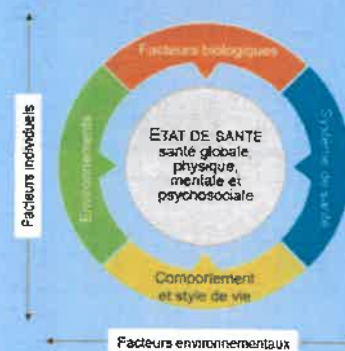 Facteurs biologiques
Facteurs individuels
Environnements
ETAT DE SANTE
santé globale
physique,
mentale et
psychosociale
Système de santé
Comportement
et style de vie
Facteurs environnementaux